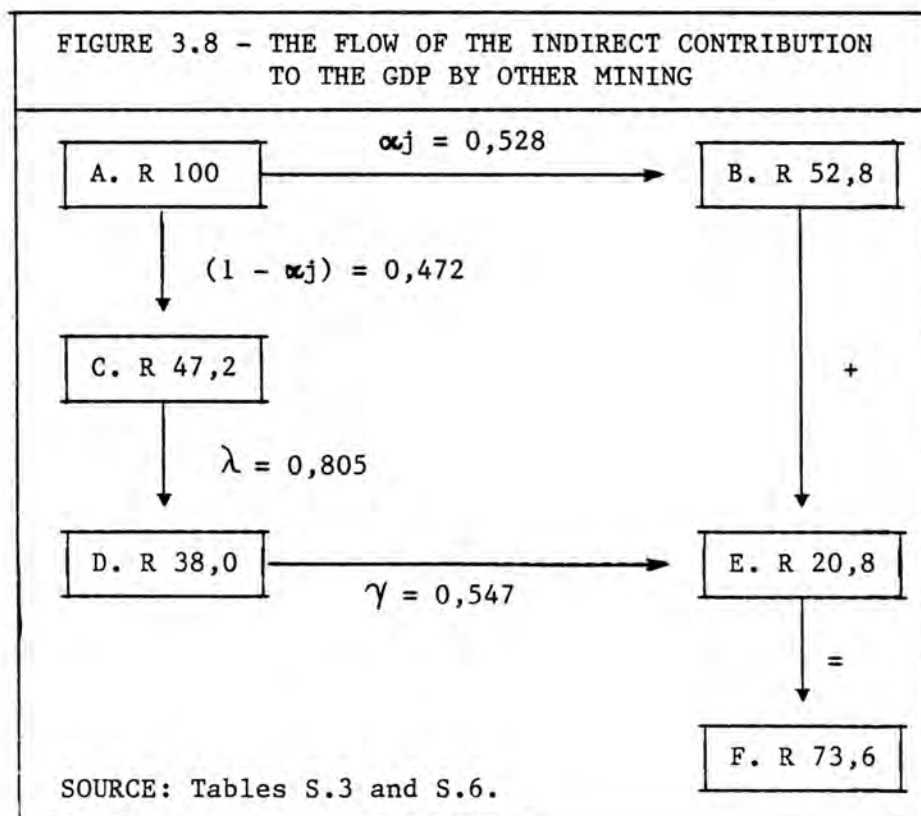 FIGURE 3.8 - THE FLOW OF THE INDIRECT CONTRIBUTION
TO THE GDP BY OTHER MINING
αj = 0,528
A. R 100
B. R 52,8
(1 - αj) = 0,472
C. R 47,2
+
λ = 0,805
D. R 38,0
E. R 20,8
γ = 0,547
=
F. R 73,6
SOURCE: Tables S.3 and S.6.